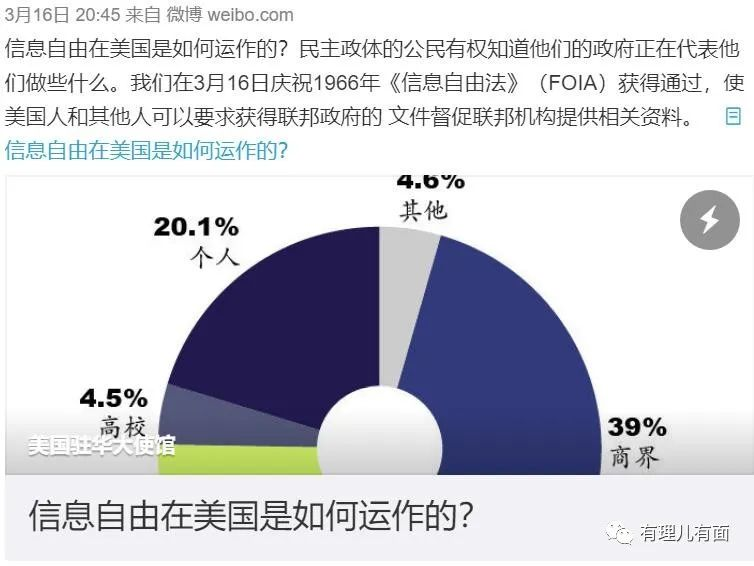 3月16日 20:45 来自 微博 weibo.com
信息自由在美国是如何运作的？民主政体的公民有权知道他们的政府正在代表他
们做些什么。我们在3月16日庆祝1966年《信息自由法》（FOIA）获得通过，使
美国人和其他人可以要求获得联邦政府的 文件督促联邦机构提供相关资料。
信息自由在美国是如何运作的？
4.6%
其他
20.1%
个人
4.5%
高校
39%
商界
美国驻华大使馆
信息自由在美国是如何运作的？
有理儿有面